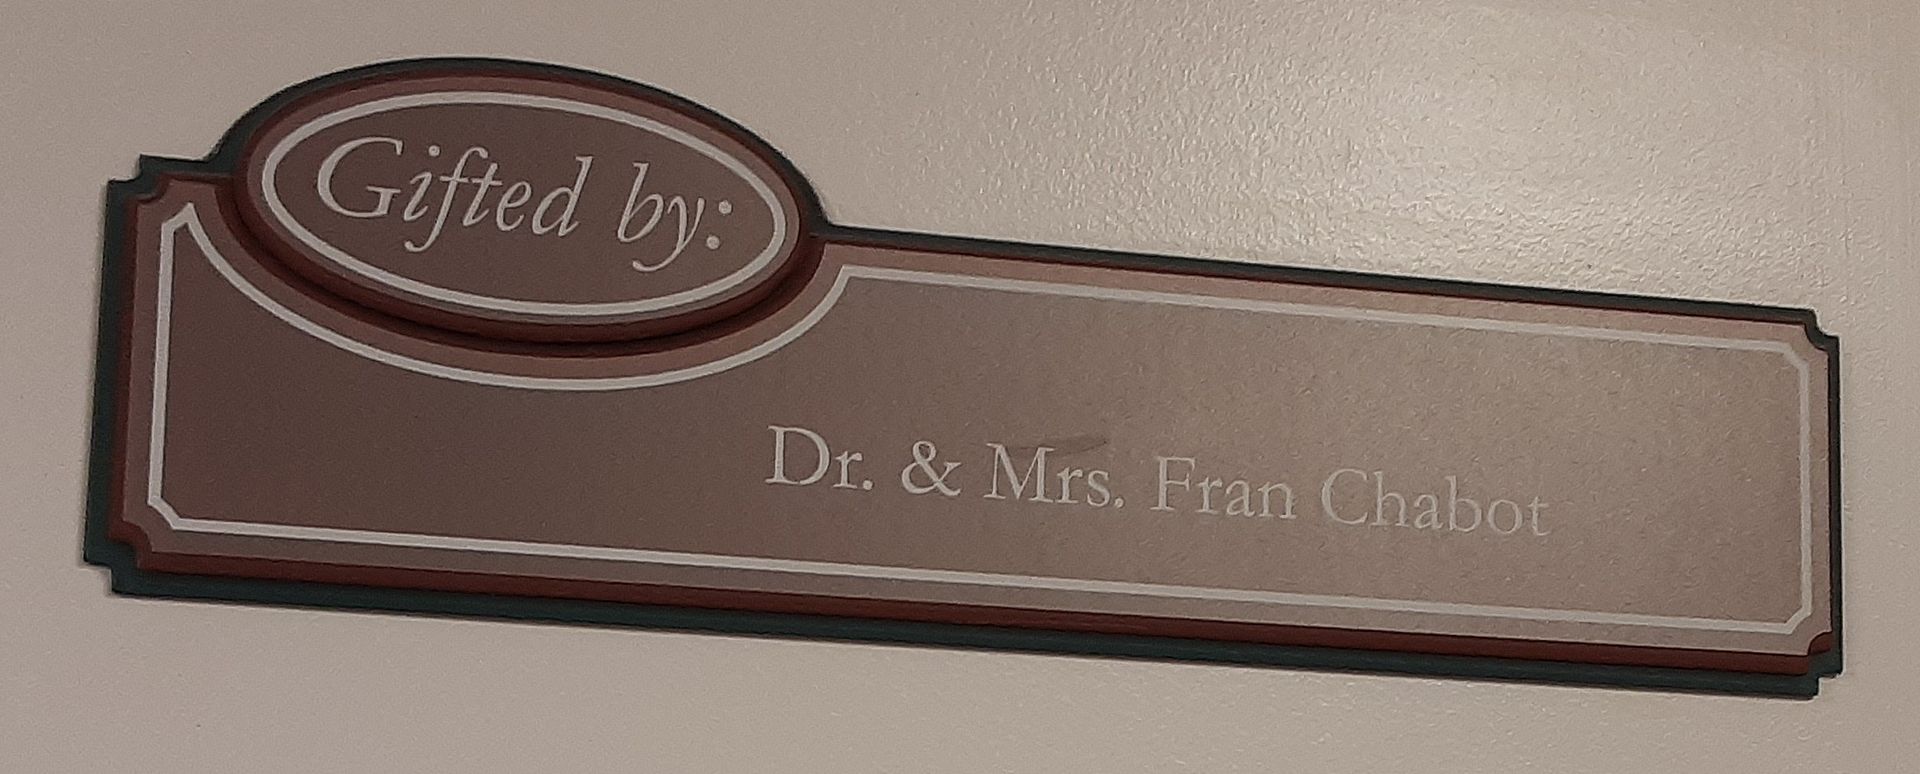 Gifted by:
Dr. & Mrs. Fran Chabot